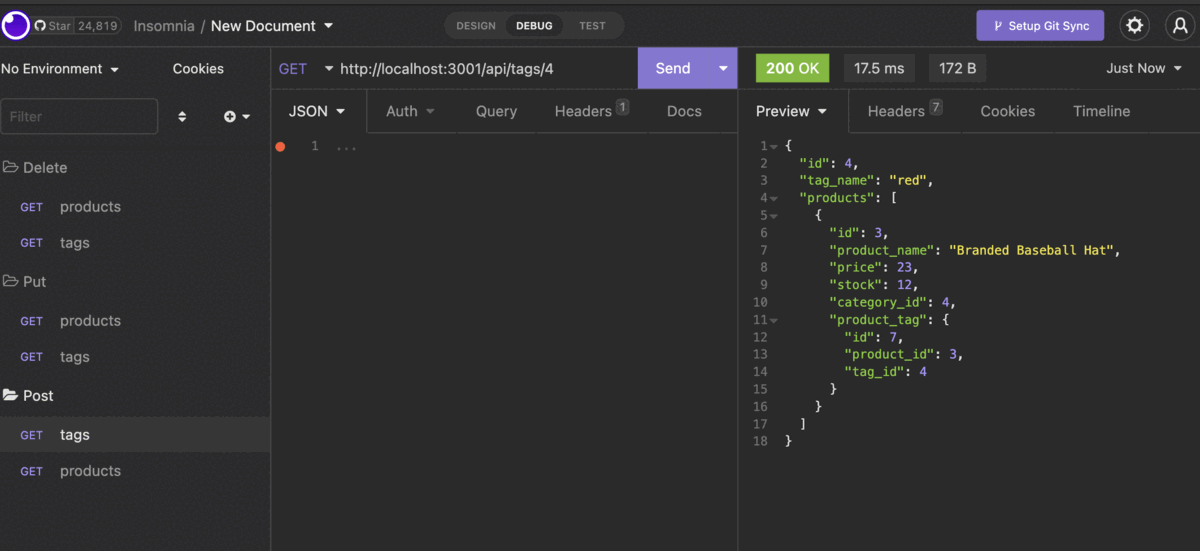 Star 24,819 Insomnia / New Document DESIGN DEBUG TEST Setup Git Sync
No Environment Cookies
Filter
Delete
GET products
GET tags
Put
GET products
GET tags
Post
GET tags
GET products
GET http://localhost:3001/api/tags/4 Send
JSON Auth Query Headers 1 Docs
1 ...
200 OK 17.5 ms 172 B Just Now
Preview Headers 7 Cookies Timeline
1 {
2 "id": 4,
3 "tag_name": "red",
4 "products": [
5 {
6 "id": 3,
7 "product_name": "Branded Baseball Hat",
8 "price": 23,
9 "stock": 12,
10 "category_id": 4,
11 "product_tag": {
12 "id": 7,
13 "product_id": 3,
14 "tag_id": 4
15 }
16 }
17 ]
18 }